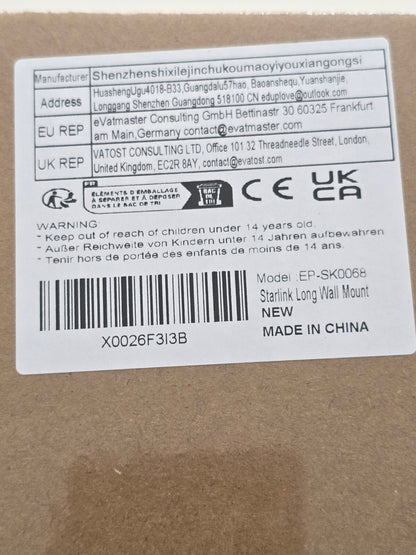 Manufacturer Shenzhenshixilejinchukoumaoyiyouxiangongsi
Address HuashengUgu4018-B33,Guangdalu57hao, Baoanshequ,Yuanshanjie,
Longgang Shenzhen Guangdong 518100 CN eduplove@outlook.com
EU REP eVatmaster Consulting GmbH Bettinastr 30 60325 Frankfurt
am Main,Germany contact@evatmaster.com
UK REP VATOST CONSULTING LTD, Office 101 32 Threadneedle Street, London,
United Kingdom, EC2R 8AY, contact@evatost.com
FR
ÉLÉMENTS D'EMBALLAGE
À SÉPARER ET À DÉPOSER
DANS LE BAC DE TRI
BAC
DE
TRI
CE
UK
CA
WARNING:
- Keep out of reach of children under 14 years old.
- Außer Reichweite von Kindern unter 14 Jahren aufbewahren
- Tenir hors de portée des enfants de moins de 14 ans.
X0026F3I3B
Model :EP-SK0068
Starlink Long Wall Mount
NEW
MADE IN CHINA